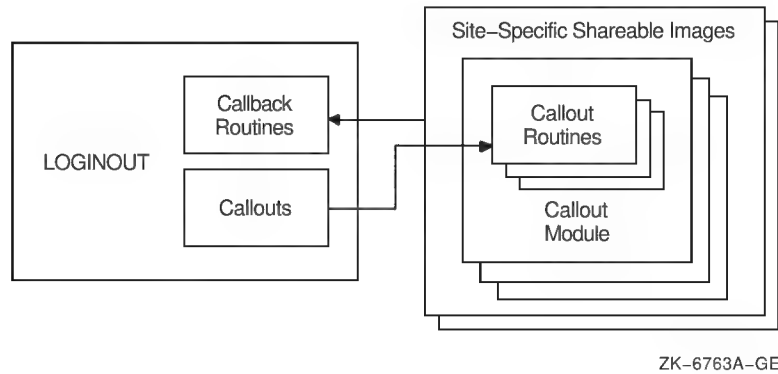 Site–Specific Shareable Images
Callback
Routines
Callout
Routines
LOGINOUT
Callouts
Callout
Module
ZK–6763A–GE